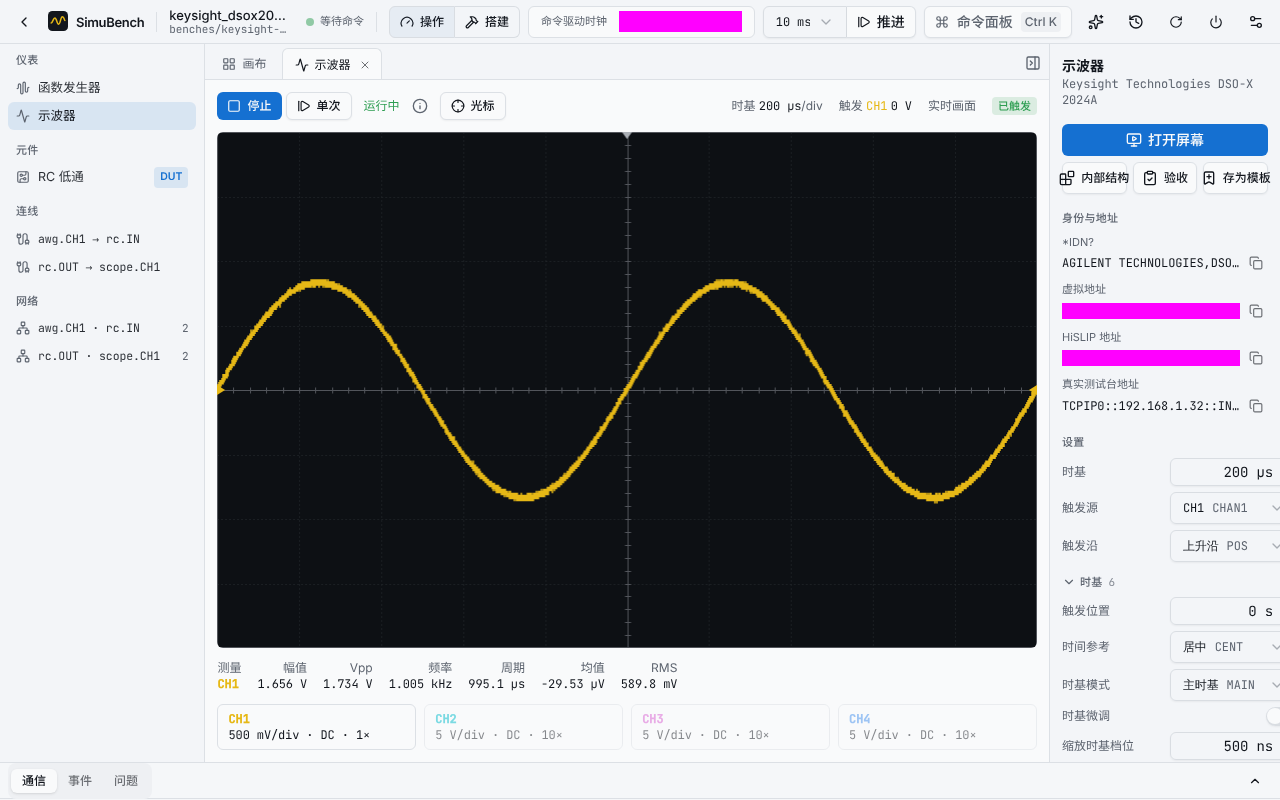 SimuBench
keysight_dsox20...
benches/keysight-...
等待命令
操作
搭建
命令驱动时钟
10 ms
推进
命令面板 Ctrl K
仪表
函数发生器
示波器
元件
RC 低通 DUT
连线
awg.CH1 → rc.IN
rc.OUT → scope.CH1
网络
awg.CH1 · rc.IN 2
rc.OUT · scope.CH1 2
画布
示波器
停止
单次
运行中
光标
时基 200 µs/div
触发 CH1 0 V
实时画面
已触发
测量 幅值 Vpp 频率 周期 均值 RMS
CH1 1.656 V 1.734 V 1.005 kHz 995.1 µs -29.53 µV 589.8 mV
CH1
500 mV/div · DC · 1×
CH2
5 V/div · DC · 10×
CH3
5 V/div · DC · 10×
CH4
5 V/div · DC · 10×
示波器
Keysight Technologies DSO-X
2024A
打开屏幕
内部结构
验收
存为模板
身份与地址
*IDN?
AGILENT TECHNOLOGIES,DSO…
虚拟地址
HiSLIP 地址
真实测试台地址
TCPIP0::192.168.1.32::IN…
设置
时基 200 µs
触发源 CH1 CHAN1
触发沿 上升沿 POS
时基 6
触发位置 0 s
时间参考 居中 CENT
时基模式 主时基 MAIN
时基微调
缩放时基档位 500 ns
通信
事件
问题